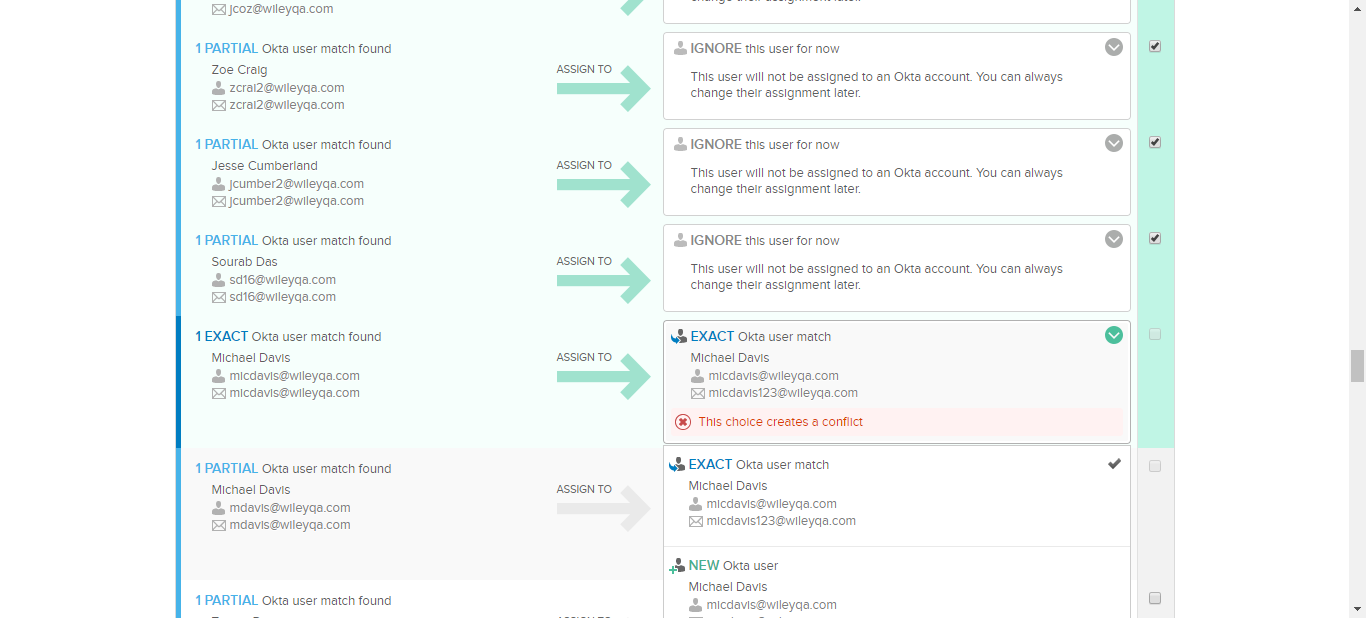 jcoz@wileyqa.com
change their assignment later.
1 PARTIAL Okta user match found
Zoe Craig
zcrai2@wileyqa.com
zcrai2@wileyqa.com
ASSIGN TO
IGNORE this user for now
This user will not be assigned to an Okta account. You can always
change their assignment later.
1 PARTIAL Okta user match found
Jesse Cumberland
jcumber2@wileyqa.com
jcumber2@wileyqa.com
ASSIGN TO
IGNORE this user for now
This user will not be assigned to an Okta account. You can always
change their assignment later.
1 PARTIAL Okta user match found
Sourab Das
sd16@wileyqa.com
sd16@wileyqa.com
ASSIGN TO
IGNORE this user for now
This user will not be assigned to an Okta account. You can always
change their assignment later.
1 EXACT Okta user match found
Michael Davis
micdavis@wileyqa.com
micdavis@wileyqa.com
ASSIGN TO
EXACT Okta user match
Michael Davis
micdavis@wileyqa.com
micdavis123@wileyqa.com
This choice creates a conflict
1 PARTIAL Okta user match found
Michael Davis
mdavis@wileyqa.com
mdavis@wileyqa.com
ASSIGN TO
EXACT Okta user match
Michael Davis
micdavis@wileyqa.com
micdavis123@wileyqa.com
NEW Okta user
Michael Davis
micdavis@wileyqa.com
1 PARTIAL Okta user match found
ASSIGN TO